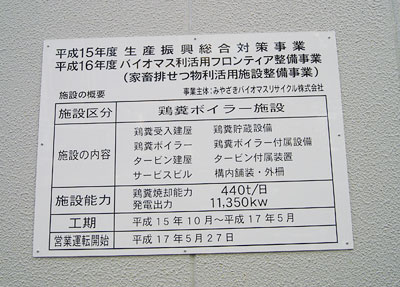 平成15年度 生産振興総合対策事業
平成16年度 バイオマス利活用フロンティア整備事業
(家畜排せつ物利活用施設整備事業)
施設の概要 事業主体:みやざきバイオマスリサイクル株式会社
施設区分 鶏糞ボイラー施設
施設の内容 鶏糞受入建屋 鶏糞貯蔵設備
鶏糞ボイラー 鶏糞ボイラー付属設備
タービン建屋 タービン付属装置
サービスビル 構内舗装・外柵
施設能力 鶏糞焼却能力 440t/日
発電出力 11,350kw
工期 平成15年10月～平成17年5月
営業運転開始 平成17年5月27日